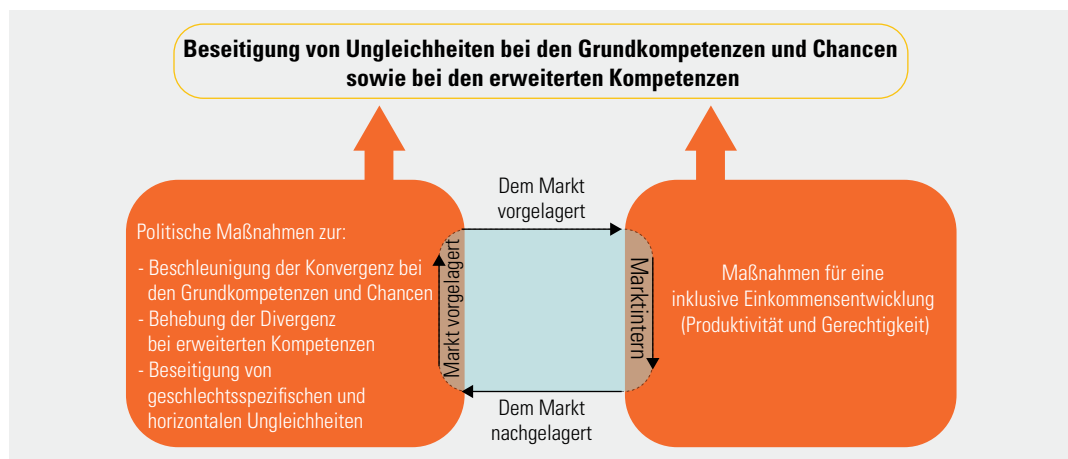 Beseitigung von Ungleichheiten bei den Grundkompetenzen und Chancen
sowie bei den erweiterten Kompetenzen
Politische Maßnahmen zur:
- Beschleunigung der Konvergenz bei
den Grundkompetenzen und Chancen
- Behebung der Divergenz
bei erweiterten Kompetenzen
- Beseitigung von
geschlechtsspezifischen und
horizontalen Ungleichheiten
Markt vorgelagert
Dem Markt
vorgelagert
Dem Markt
nachgelagert
Marktintern
Maßnahmen für eine
inklusive Einkommensentwicklung
(Produktivität und Gerechtigkeit)